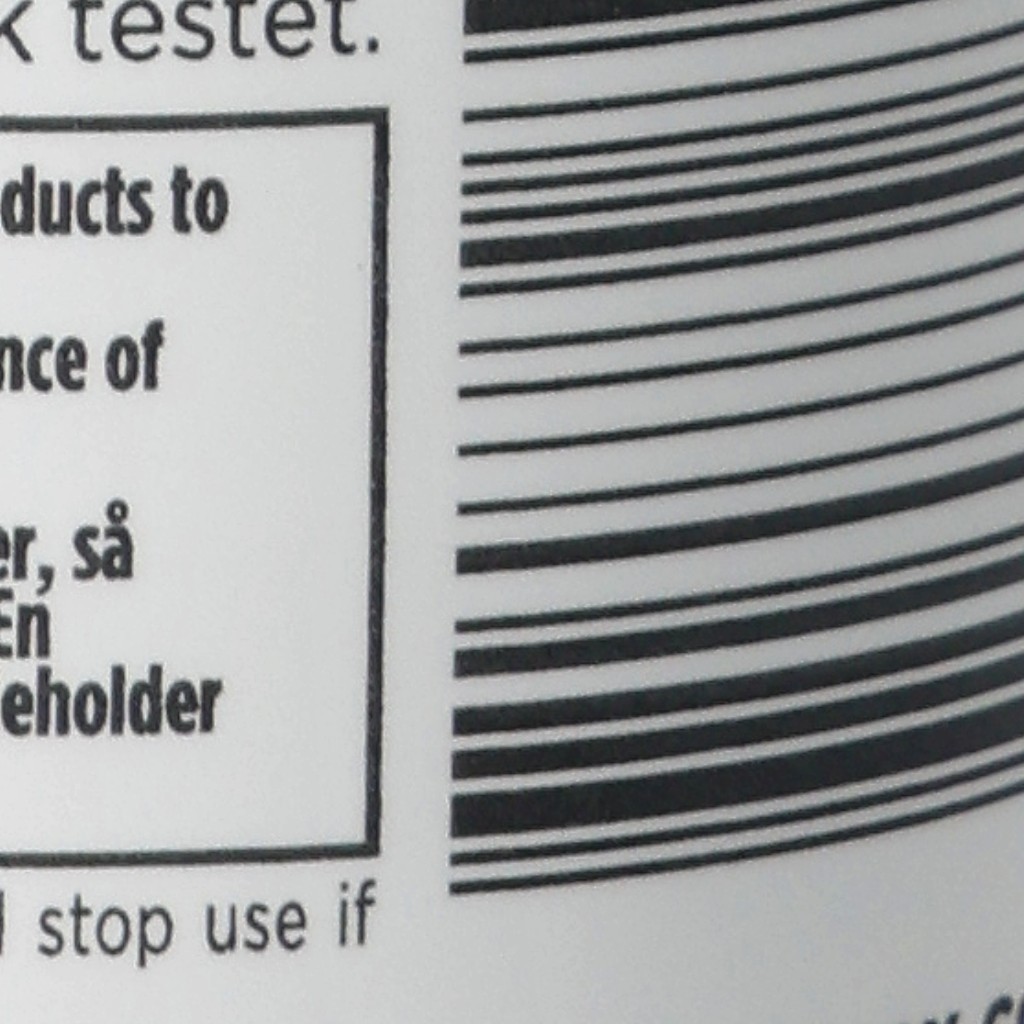 testet.
ducts to
nce of
er, så
En
eholder
stop use if